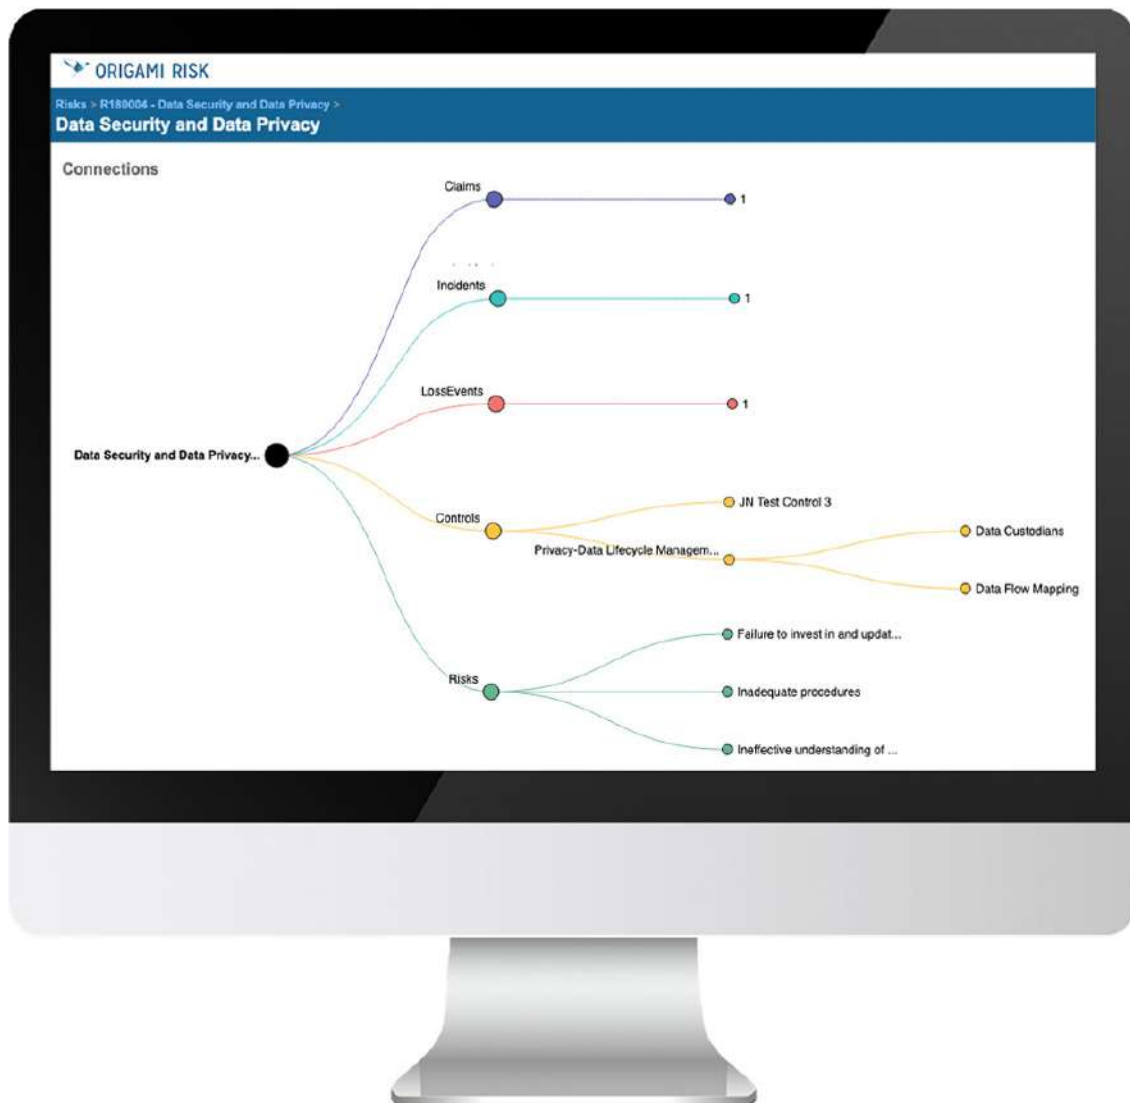 ORIGAMI RISK
Risks > R180004 - Data Security and Data Privacy >
Data Security and Data Privacy
Connections
Claims
1
Incidents
1
LossEvents
1
Data Security and Data Privacy...
Controls
JN Test Control 3
Privacy-Data Lifecycle Managem...
Data Custodians
Data Flow Mapping
Failure to invest in and updat...
Risks
Inadequate procedures
Ineffective understanding of ...